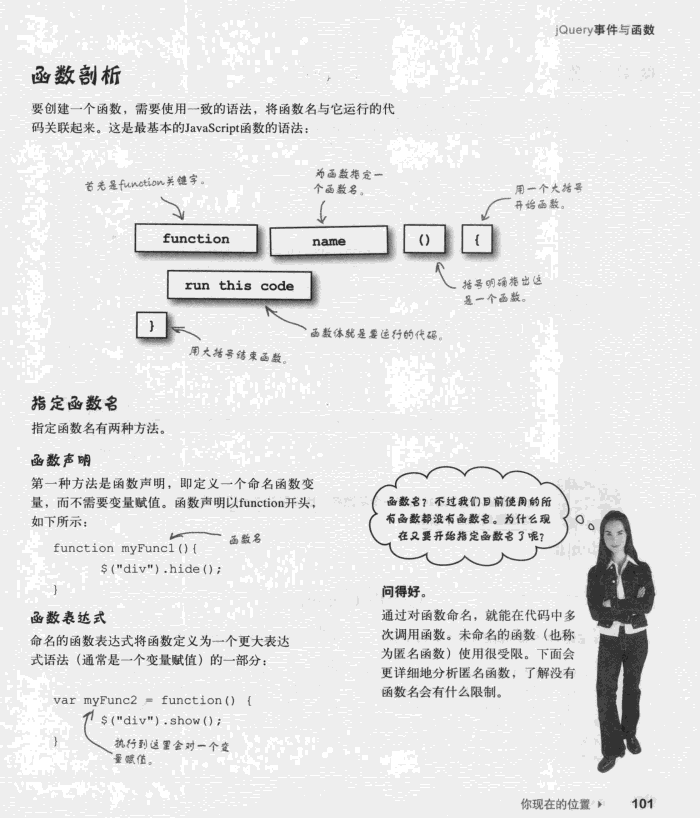 jQuery事件与函数
函数剖析
要创建一个函数，需要使用一致的语法，将函数名与它运行的代
码关联起来。这是最基本的JavaScript函数的语法：
首先是function关键字。
为函数指定一
个函数名。
用一个大括号
开始函数。
function
name
()
{
括号明确指出这
是一个函数。
run this code
函数体就是要运行的代码。
}
用大括号结束函数。
指定函数名
指定函数名有两种方法。
函数声明
第一种方法是函数声明，即定义一个命名函数变
量，而不需要变量赋值。函数声明以function开头，
如下所示：
函数名
function myFunc1(){
$("div").hide();
}
函数表达式
命名的函数表达式将函数定义为一个更大表达
式语法（通常是一个变量赋值）的一部分：
var myFunc2 = function() {
$("div").show();
}
执行到这里会对一个变
量赋值。
函数名？不过我们目前使用的所
有函数都没有函数名。为什么现
在又要开始指定函数名了呢？
问得好。
通过对函数命名，就能在代码中多
次调用函数。未命名的函数（也称
为匿名函数）使用很受限。下面会
更详细地分析匿名函数，了解没有
函数名会有什么限制。
你现在的位置 ▶ 101